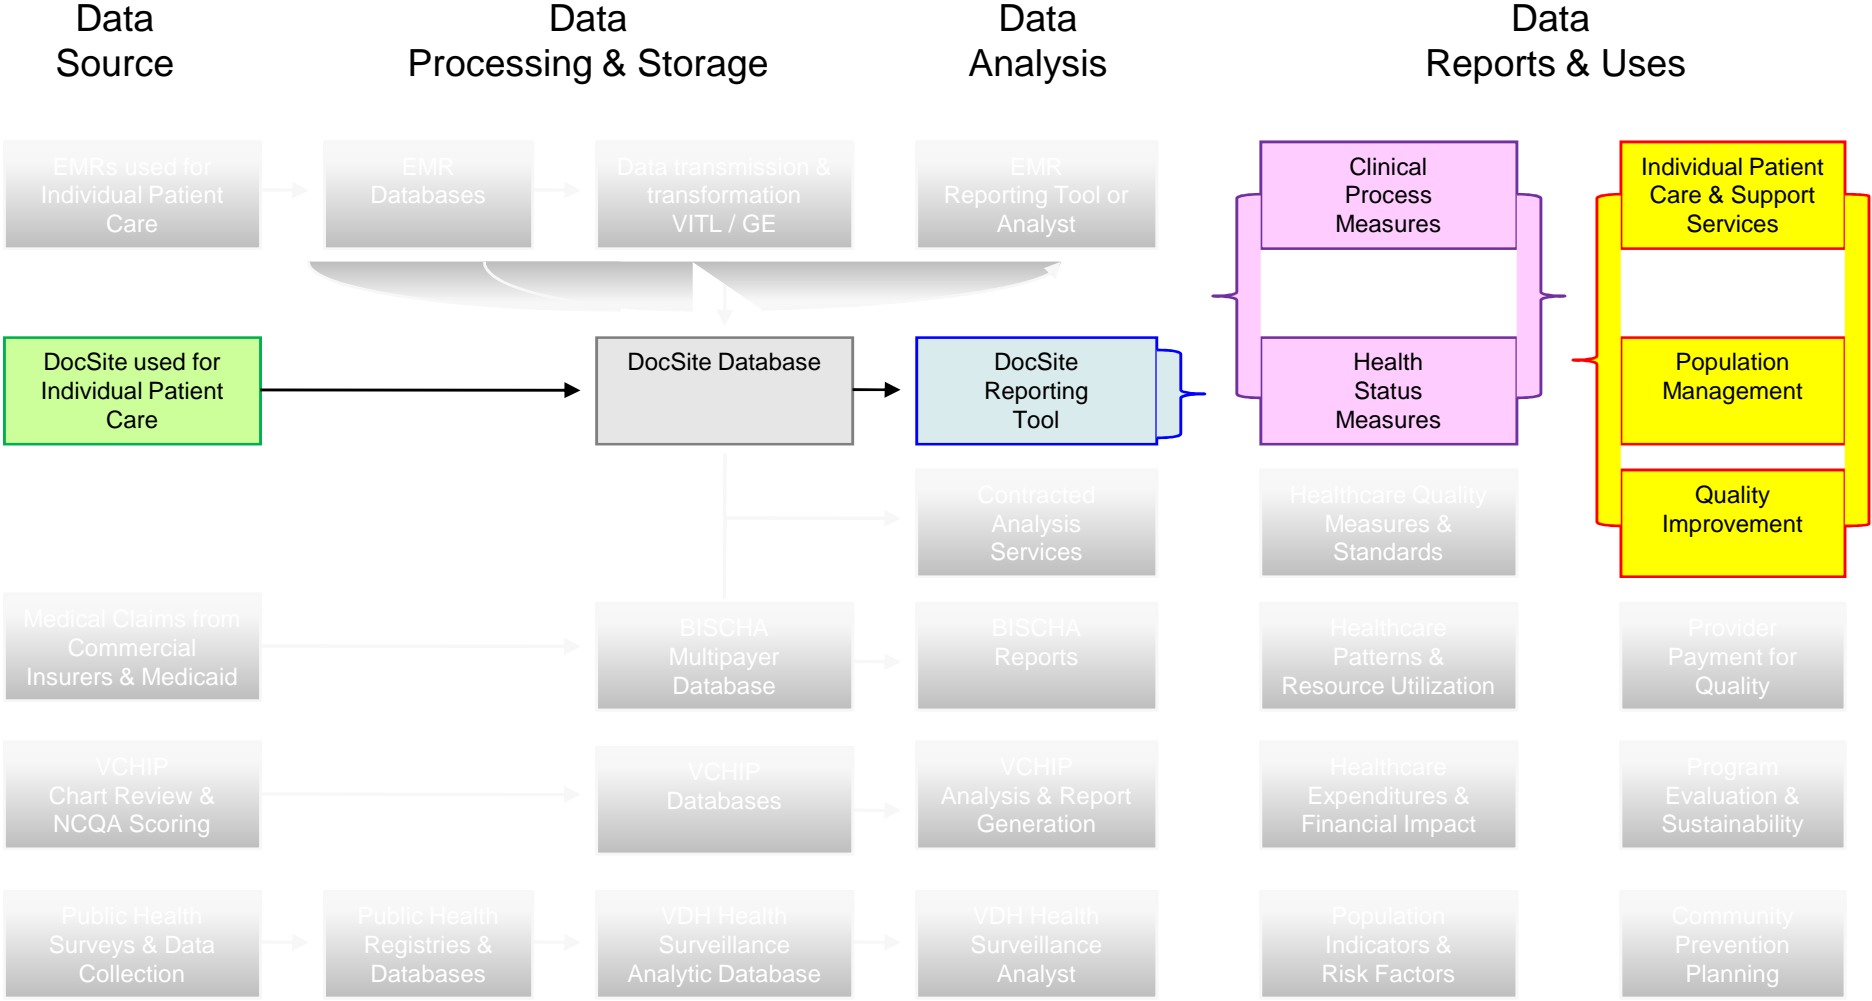 Data
Source
Data
Processing & Storage
Data
Analysis
Data
Reports & Uses
EMRs used for
Individual Patient
Care
EMR
Databases
Data transmission &
transformation
VITL / GE
EMR
Reporting Tool or
Analyst
Clinical
Process
Measures
Individual Patient
Care & Support
Services
DocSite used for
Individual Patient
Care
DocSite Database
DocSite
Reporting
Tool
Health
Status
Measures
Population
Management
Contracted
Analysis
Services
Healthcare Quality
Measures &
Standards
Quality
Improvement
Medical Claims from
Commercial
Insurers & Medicaid
BISCHA
Multipayer
Database
BISCHA
Reports
Healthcare
Patterns &
Resource Utilization
Provider
Payment for
Quality
VCHIP
Chart Review &
NCQA Scoring
VCHIP
Databases
VCHIP
Analysis & Report
Generation
Healthcare
Expenditures &
Financial Impact
Program
Evaluation &
Sustainability
Public Health
Surveys & Data
Collection
Public Health
Registries &
Databases
VDH Health
Surveillance
Analytic Database
VDH Health
Surveillance
Analyst
Population
Indicators &
Risk Factors
Community
Prevention
Planning